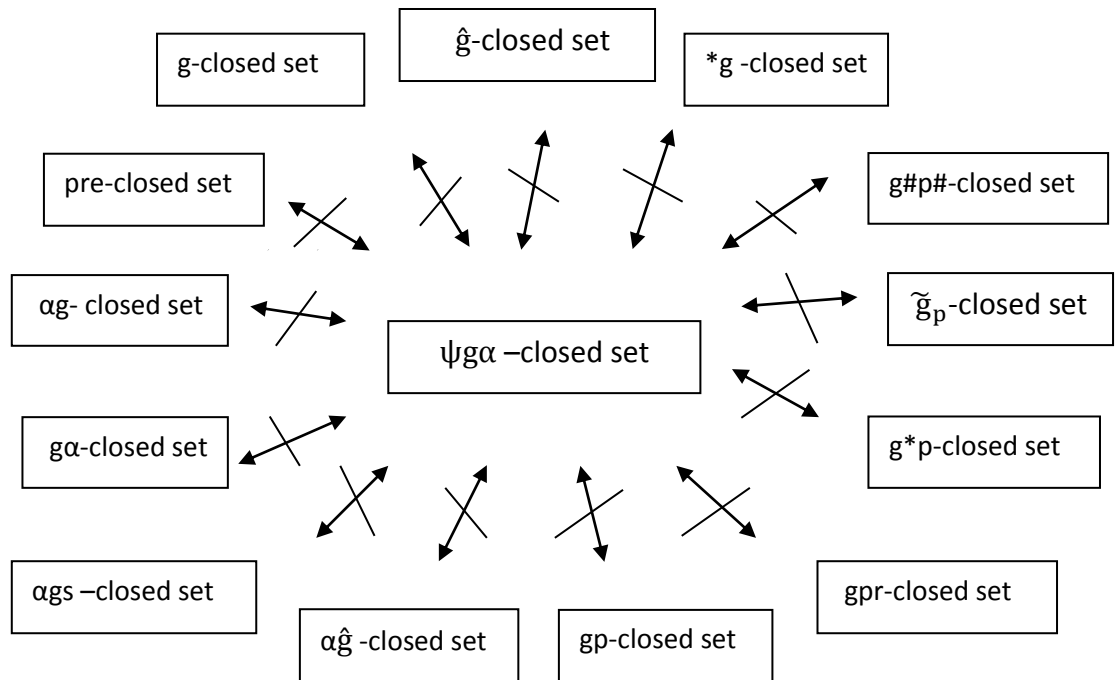 ĝ-closed set
g-closed set
*g -closed set
pre-closed set
g#p#-closed set
αg- closed set
g̃ₚ-closed set
ψgα –closed set
gα-closed set
g*p-closed set
αgs –closed set
gpr-closed set
αĝ -closed set
gp-closed set